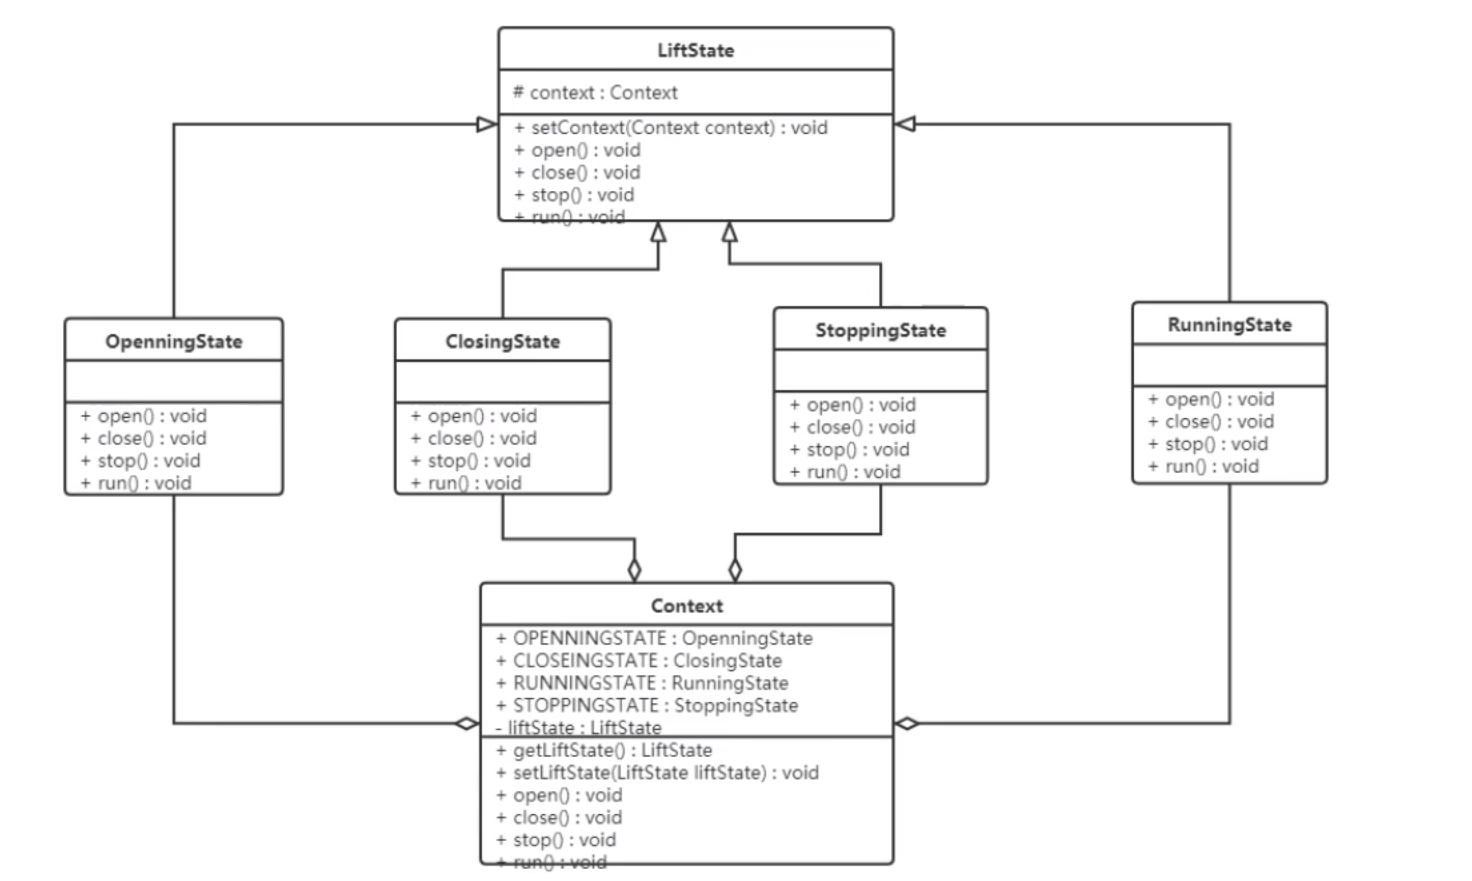 LiftState
# context : Context
+ setContext(Context context) : void
+ open() : void
+ close() : void
+ stop() : void
+ run() : void
OpenningState
+ open() : void
+ close() : void
+ stop() : void
+ run() : void
ClosingState
+ open() : void
+ close() : void
+ stop() : void
+ run() : void
StoppingState
+ open() : void
+ close() : void
+ stop() : void
+ run() : void
RunningState
+ open() : void
+ close() : void
+ stop() : void
+ run() : void
Context
+ OPENNINGSTATE : OpenningState
+ CLOSEINGSTATE : ClosingState
+ RUNNINGSTATE : RunningState
+ STOPPINGSTATE : StoppingState
- liftState : LiftState
+ getLiftState() : LiftState
+ setLiftState(LiftState liftState) : void
+ open() : void
+ close() : void
+ stop() : void
+ run() : void